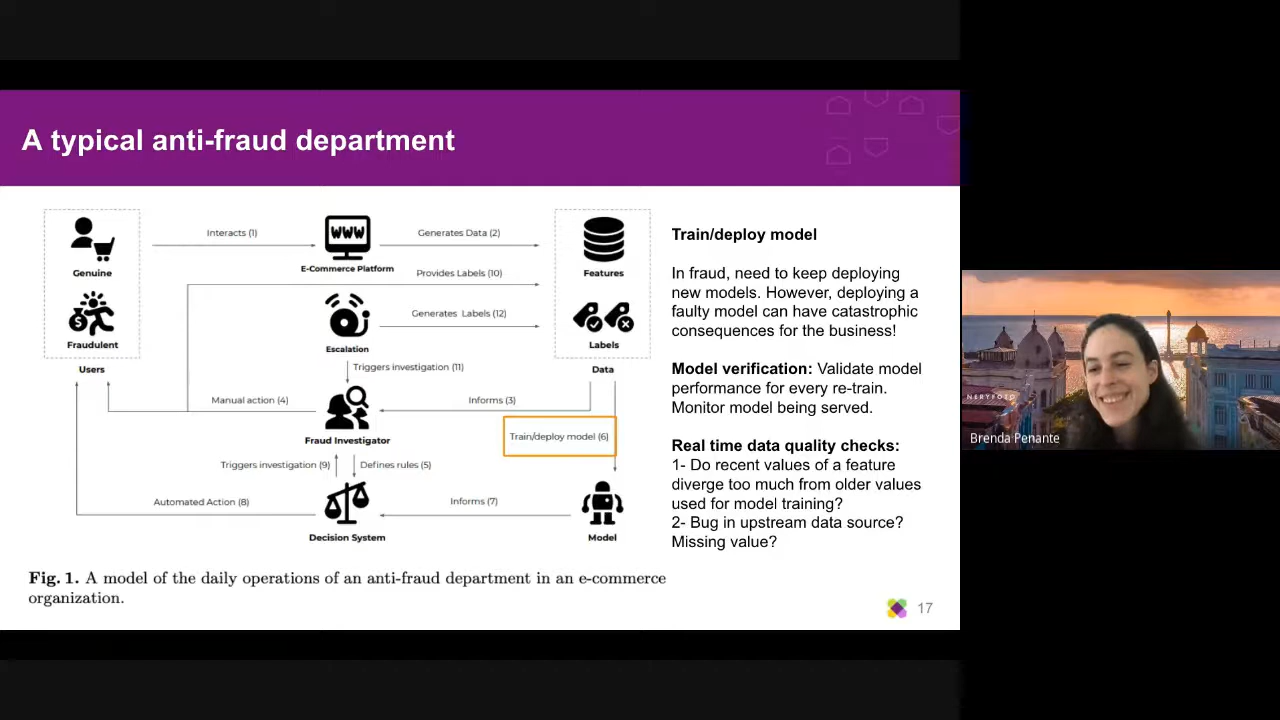 A typical anti-fraud department
Interacts (1)
WWW
Generates Data (2)
Genuine
E-Commerce Platform
Features
Provides Labels (10)
Generates Labels (12)
$
Fraudulent
Escalation
Labels
Users
Triggers investigation (11)
Data
Manual action (4)
Informs (3)
Fraud Investigator
Train/deploy model (6)
Triggers investigation (9)
Defines rules (5)
Automated Action (8)
Informs (7)
Decision System
Model
Fig. 1. A model of the daily operations of an anti-fraud department in an e-commerce
organization.
Train/deploy model
In fraud, need to keep deploying
new models. However, deploying a
faulty model can have catastrophic
consequences for the business!
Model verification: Validate model
performance for every re-train.
Monitor model being served.
Real time data quality checks:
1- Do recent values of a feature
diverge too much from older values
used for model training?
2- Bug in upstream data source?
Missing value?
17
NERYFOTO
Brenda Penante